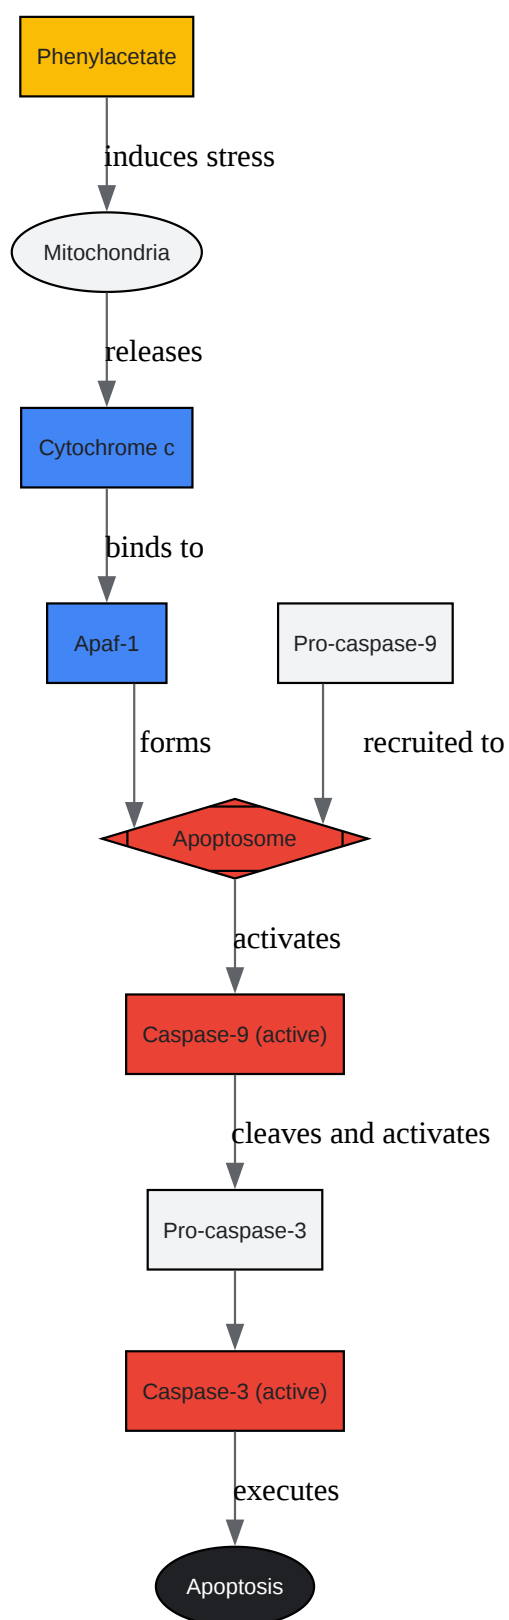 Phenylacetate
induces stress
Mitochondria
releases
Cytochrome c
binds to
Apaf-1
Pro-caspase-9
forms
recruited to
Apoptosome
activates
Caspase-9 (active)
cleaves and activates
Pro-caspase-3
Caspase-3 (active)
executes
Apoptosis